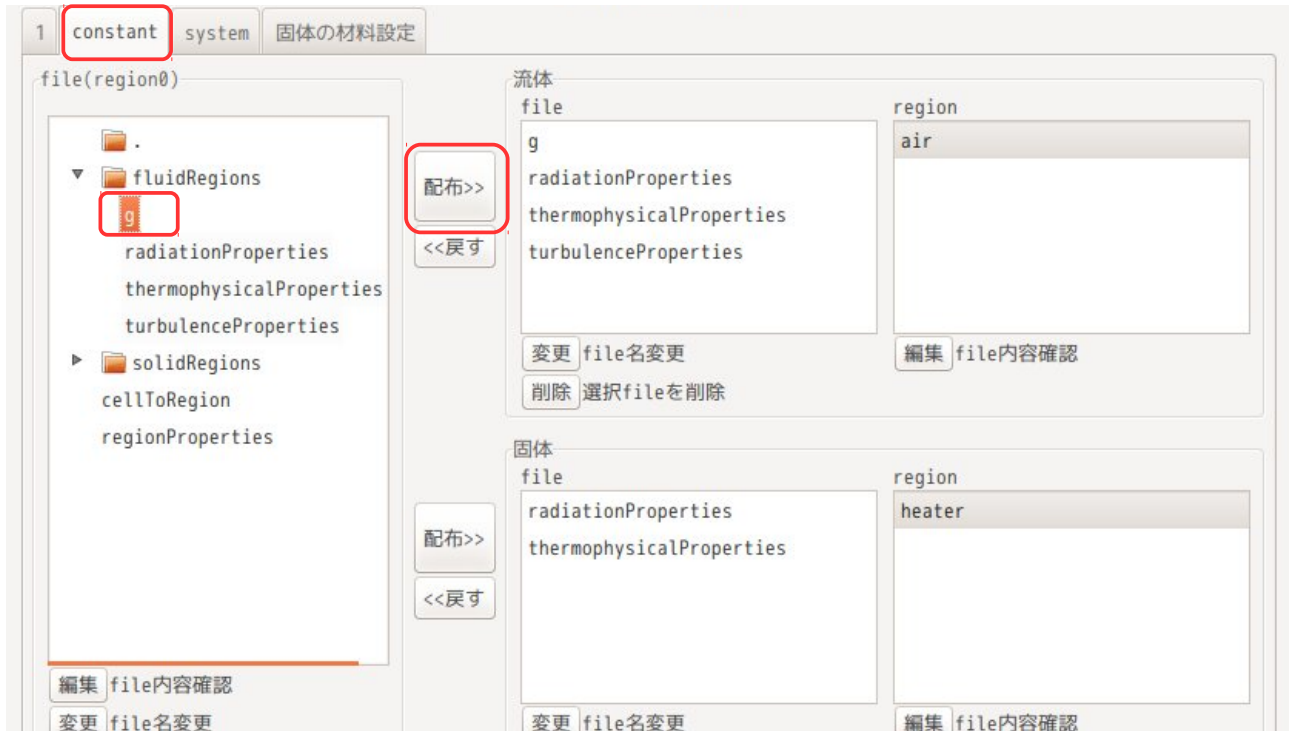 1 constant system 固体の材料設定
file(region0)
.
fluidRegions
g
radiationProperties
thermophysicalProperties
turbulenceProperties
solidRegions
cellToRegion
regionProperties
編集 file内容確認
変更 file名変更
配布>>
<<戻す
流体
file
g
radiationProperties
thermophysicalProperties
turbulenceProperties
変更 file名変更
削除 選択fileを削除
region
air
編集 file内容確認
配布>>
<<戻す
固体
file
radiationProperties
thermophysicalProperties
変更 file名変更
region
heater
編集 file内容確認